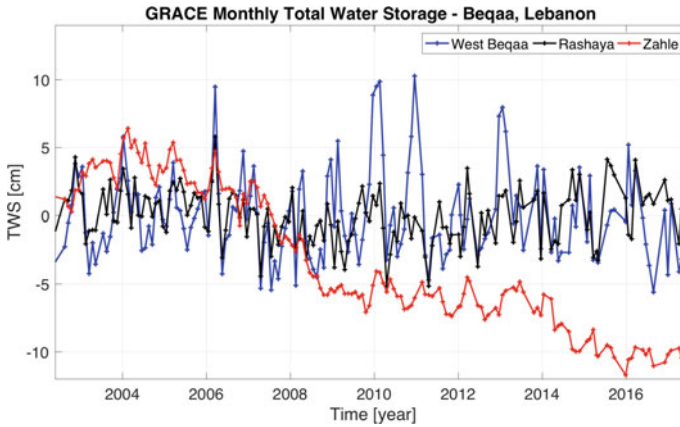 GRACE Monthly Total Water Storage - Beqaa, Lebanon
West Beqaa Rashaya Zahle
TWS [cm]
10
5
0
-5
-10
2004 2006 2008 2010 2012 2014 2016
Time [year]